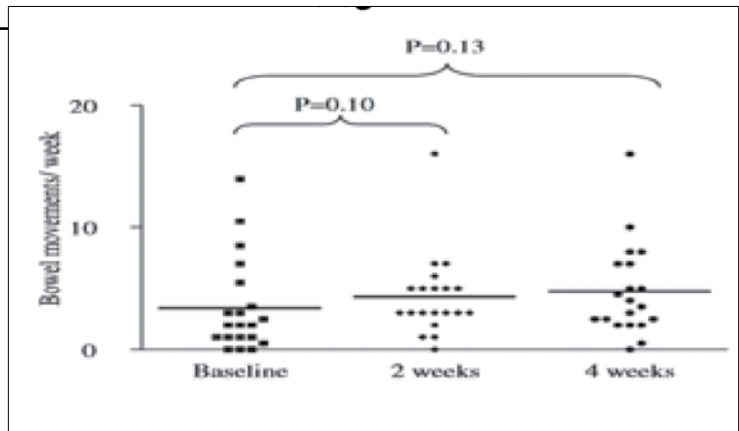 P=0.13
P=0.10
20
Bowel movements/ week
10
0
Baseline 2 weeks 4 weeks